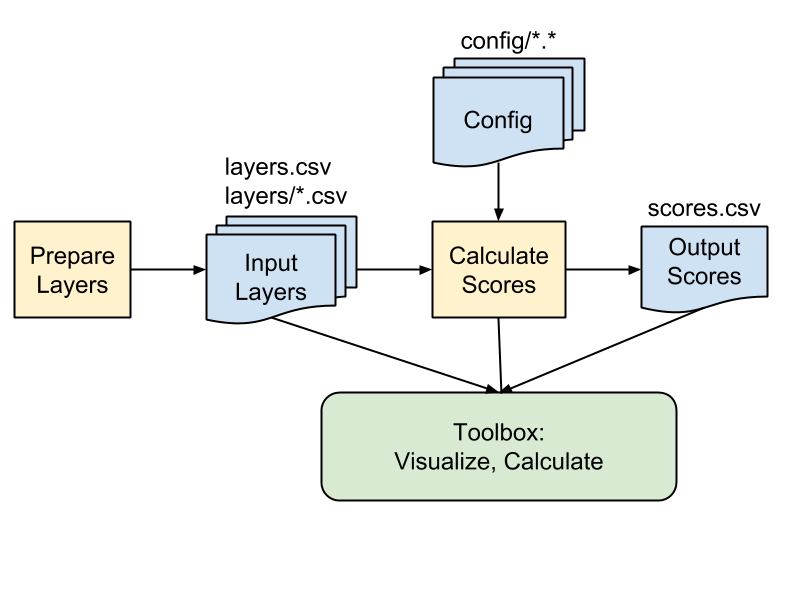 config/*.*
Config
layers.csv
layers/*.csv
scores.csv
Prepare
Layers
Input
Layers
Calculate
Scores
Output
Scores
Toolbox:
Visualize, Calculate